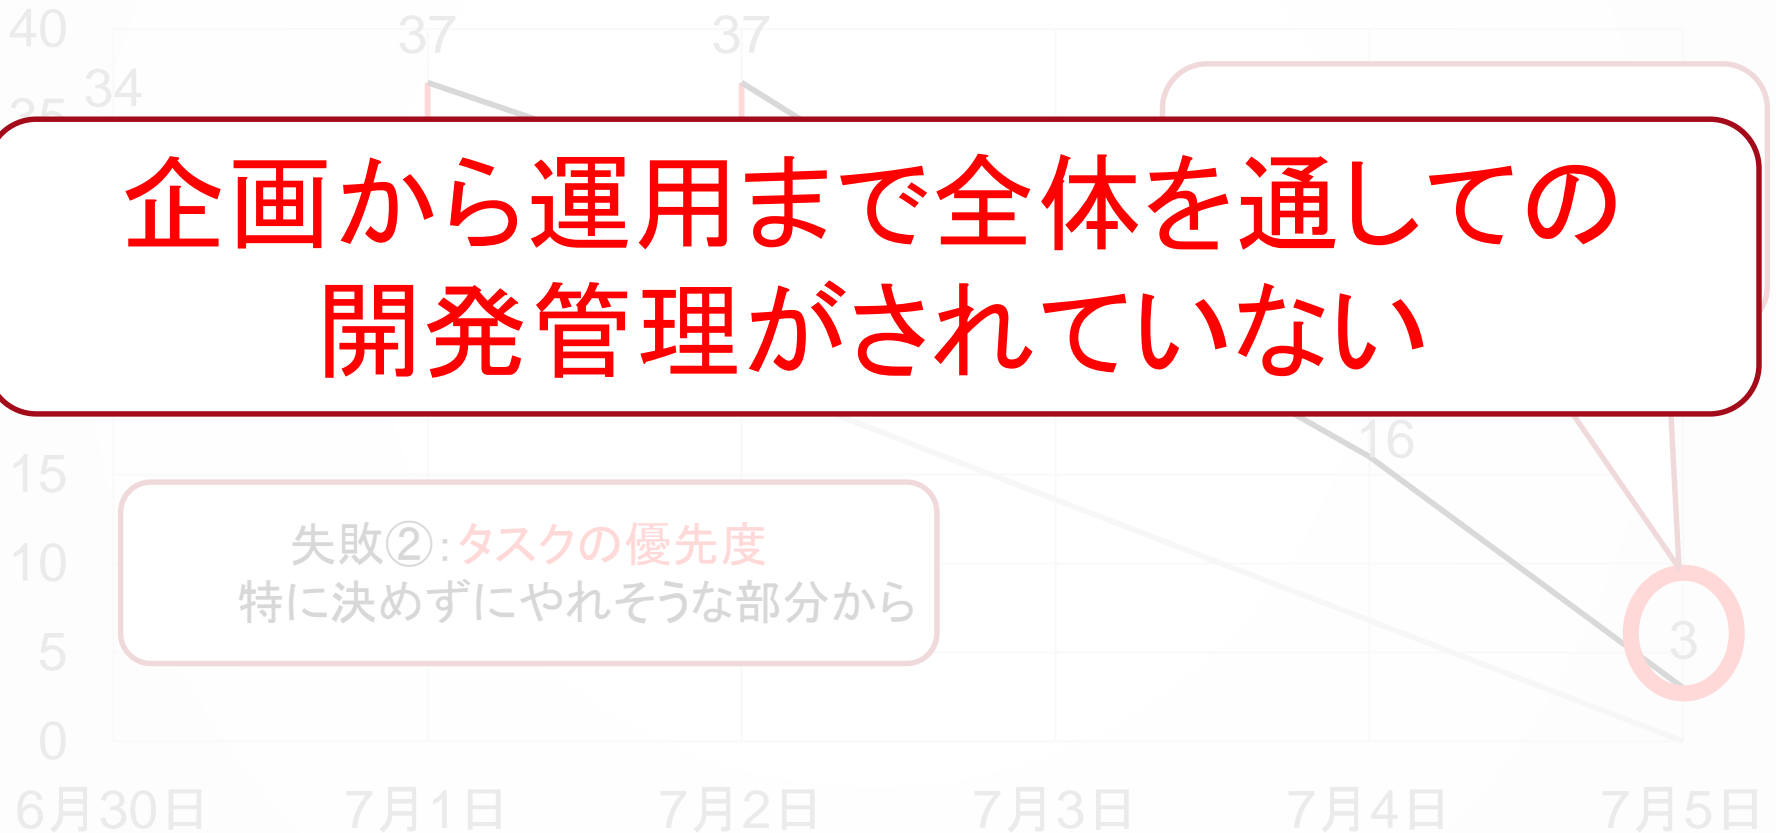 40
37
37
34
35
企画から運用まで全体を通しての
開発管理がされていない
16
15
失敗②:タスクの優先度
特に決めずにやれそうな部分から
10
5
3
0
6月30日
7月1日
7月2日
7月3日
7月4日
7月5日